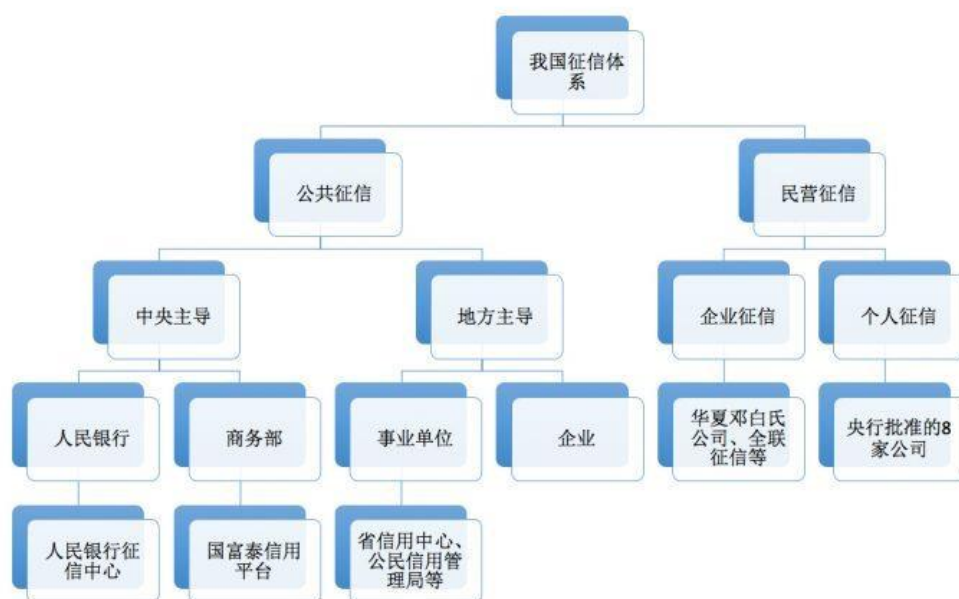 我国征信体
系
公共征信
民营征信
中央主导
地方主导
企业征信
个人征信
人民银行
商务部
事业单位
企业
华夏邓白氏
公司、全联
征信等
央行批准的8
家公司
人民银行征
信中心
国富泰信用
平台
省信用中心、
公民信用管
理局等